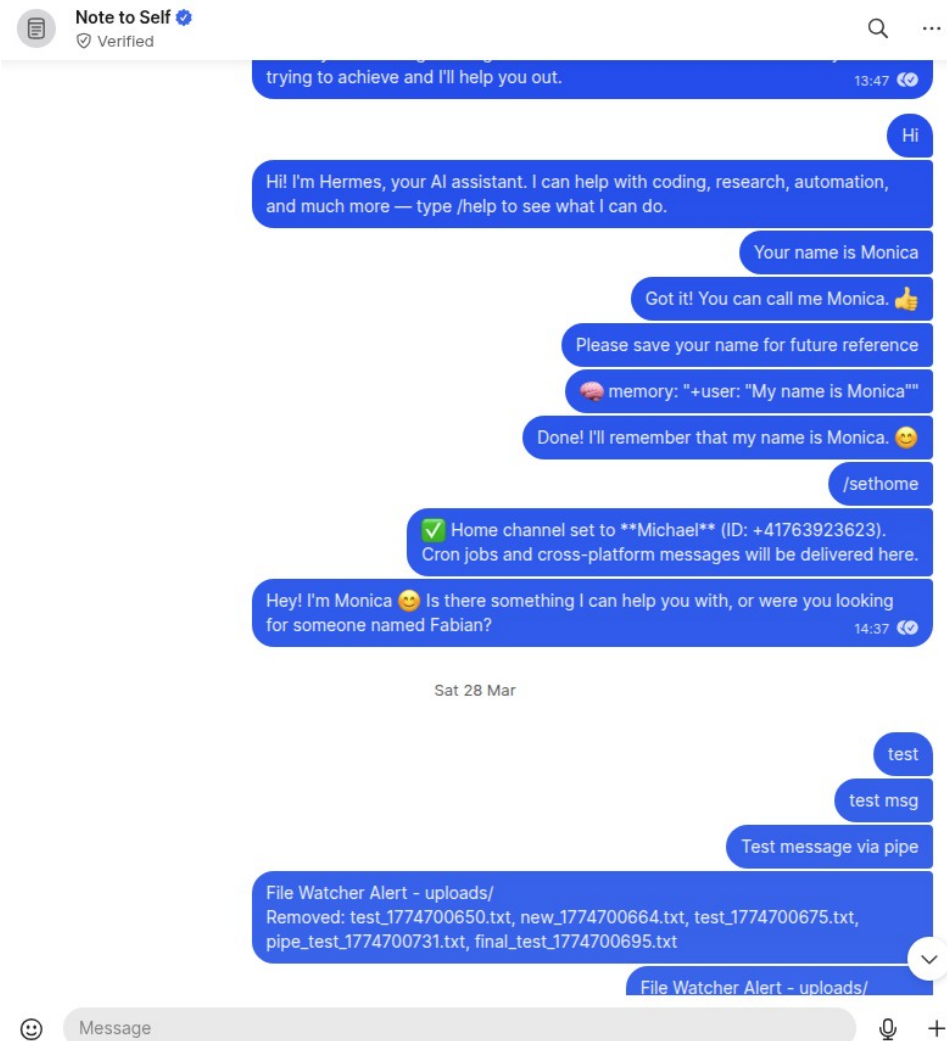 Note to Self
Verified
trying to achieve and I'll help you out.
13:47
Hi
Hi! I'm Hermes, your AI assistant. I can help with coding, research, automation,
and much more — type /help to see what I can do.
Your name is Monica
Got it! You can call me Monica. 👍
Please save your name for future reference
🧠 memory: "+user: "My name is Monica""
Done! I'll remember that my name is Monica. 😊
/sethome
✅ Home channel set to **Michael** (ID: +41763923623).
Cron jobs and cross-platform messages will be delivered here.
Hey! I'm Monica 😊 Is there something I can help you with, or were you looking
for someone named Fabian?
14:37
Sat 28 Mar
test
test msg
Test message via pipe
File Watcher Alert - uploads/
Removed: test_1774700650.txt, new_1774700664.txt, test_1774700675.txt,
pipe_test_1774700731.txt, final_test_1774700695.txt
File Watcher Alert - uploads/
Message